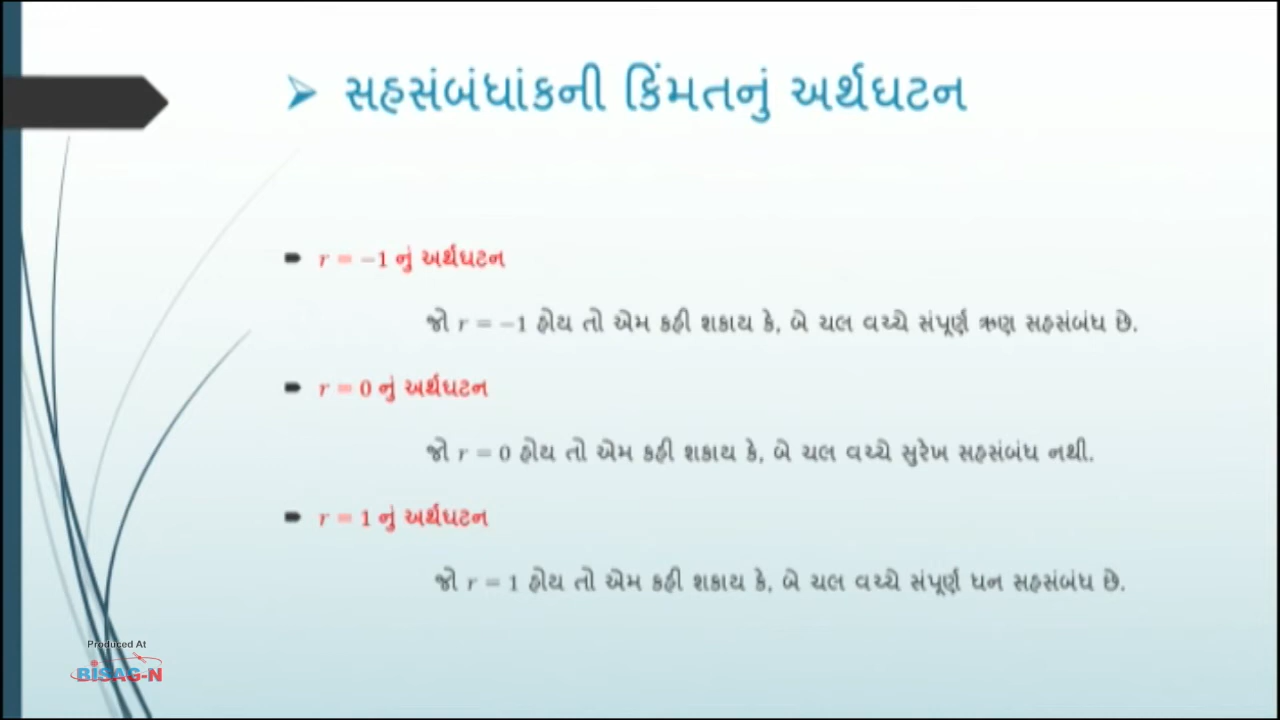 સહસંબંધાંકની કિંમતનું અર્થઘટન
r = −1 નું અર્થઘટન
જો r = −1 હોય તો એમ કહી શકાય કે, બે ચલ વચ્ચે સંપૂર્ણ ઋણ સહસંબંધ છે.
r = 0 નું અર્થઘટન
જો r = 0 હોય તો એમ કહી શકાય કે, બે ચલ વચ્ચે સુરેખ સહસંબંધ નથી.
r = 1 નું અર્થઘટન
જો r = 1 હોય તો એમ કહી શકાય કે, બે ચલ વચ્ચે સંપૂર્ણ ધન સહસંબંધ છે.
Produced At
BISAG-N